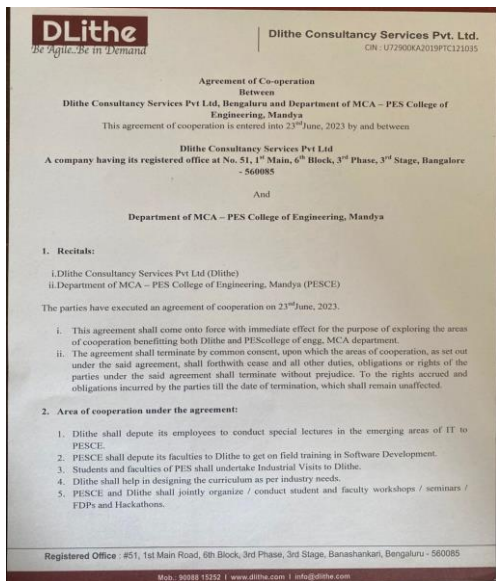 DLithe
Be Agile..Be in Demand
Dlithe Consultancy Services Pvt. Ltd.
CIN : U72900KA2019PTC121035
Agreement of Co-operation
Between
Dlithe Consultancy Services Pvt Ltd, Bengaluru and Department of MCA – PES College of
Engineering, Mandya
This agreement of cooperation is entered into 23rdJune, 2023 by and between
Dlithe Consultancy Services Pvt Ltd
A company having its registered office at No. 51, 1st Main, 6th Block, 3rd Phase, 3rd Stage, Bangalore
- 560085
And
Department of MCA – PES College of Engineering, Mandya
1. Recitals:
i.Dlithe Consultancy Services Pvt Ltd (Dlithe)
ii.Department of MCA – PES College of Engineering, Mandya (PESCE)
The parties have executed an agreement of cooperation on 23rdJune, 2023.
i. This agreement shall come onto force with immediate effect for the purpose of exploring the areas
of cooperation benefitting both Dlithe and PEScollege of engg, MCA department.
ii. The agreement shall terminate by common consent, upon which the areas of cooperation, as set out
under the said agreement, shall forthwith cease and all other duties, obligations or rights of the
parties under the said agreement shall terminate without prejudice. To the rights accrued and
obligations incurred by the parties till the date of termination, which shall remain unaffected.
2. Area of cooperation under the agreement:
1. Dlithe shall depute its employees to conduct special lectures in the emerging areas of IT to
PESCE.
2. PESCE shall depute its faculties to Dlithe to get on field training in Software Development.
3. Students and faculties of PES shall undertake Industrial Visits to Dlithe.
4. Dlithe shall help in designing the curriculum as per industry needs.
5. PESCE and Dlithe shall jointly organize / conduct student and faculty workshops / seminars /
FDPs and Hackathons.
Registered Office : #51, 1st Main Road, 6th Block, 3rd Phase, 3rd Stage, Banashankari, Bengaluru - 560085
Mob.: 90088 15252 I www.dlithe.com I info@dlithe.com